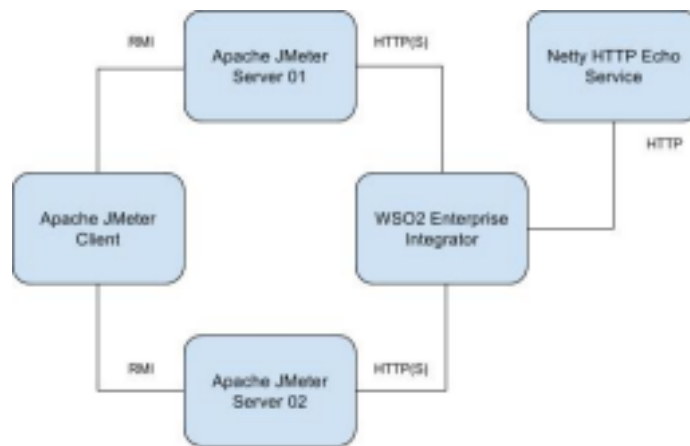 RMI
Apache JMeter
Server 01
HTTP(S)
Netty HTTP Echo
Service
HTTP
Apache JMeter
Client
WSO2 Enterprise
Integrator
RMI
Apache JMeter
Server 02
HTTP(S)